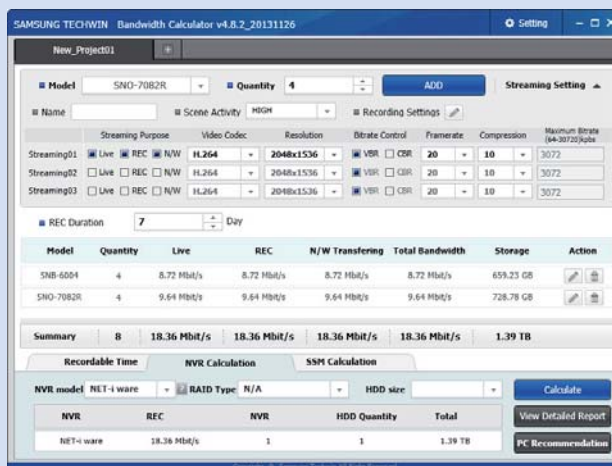 SAMSUNG TECHWIN Bandwidth Calculator v4.8.2_20131126 Setting
New_Project01 +
Model SNO-7082R Quantity 4 ADD Streaming Setting
Name Scene Activity HIGH Recording Settings
Streaming Purpose Video Codec Resolution Bitrate Control Framerate Compression Maximum Bitrate
(64-30720)kpbs
Streaming01 Live REC N/W H.264 2048x1536 VBR CBR 20 10 3072
Streaming02 Live REC N/W H.264 2048x1536 VBR CBR 20 10 3072
Streaming03 Live REC N/W H.264 2048x1536 VBR CBR 20 10 3072
REC Duration 7 Day
Model Quantity Live REC N/W Transfering Total Bandwidth Storage Action
SNB-6004 4 8.72 Mbit/s 8.72 Mbit/s 8.72 Mbit/s 8.72 Mbit/s 659.23 GB
SNO-7082R 4 9.64 Mbit/s 9.64 Mbit/s 9.64 Mbit/s 9.64 Mbit/s 728.78 GB
Summary 8 18.36 Mbit/s 18.36 Mbit/s 18.36 Mbit/s 18.36 Mbit/s 1.39 TB
Recordable Time NVR Calculation SSM Calculation
NVR model NET-i ware RAID Type N/A HDD size Calculate
NVR REC NVR HDD Quantity Total View Detailed Report
NET-i ware 18.36 Mbit/s 1 1 1.39 TB PC Recommendation